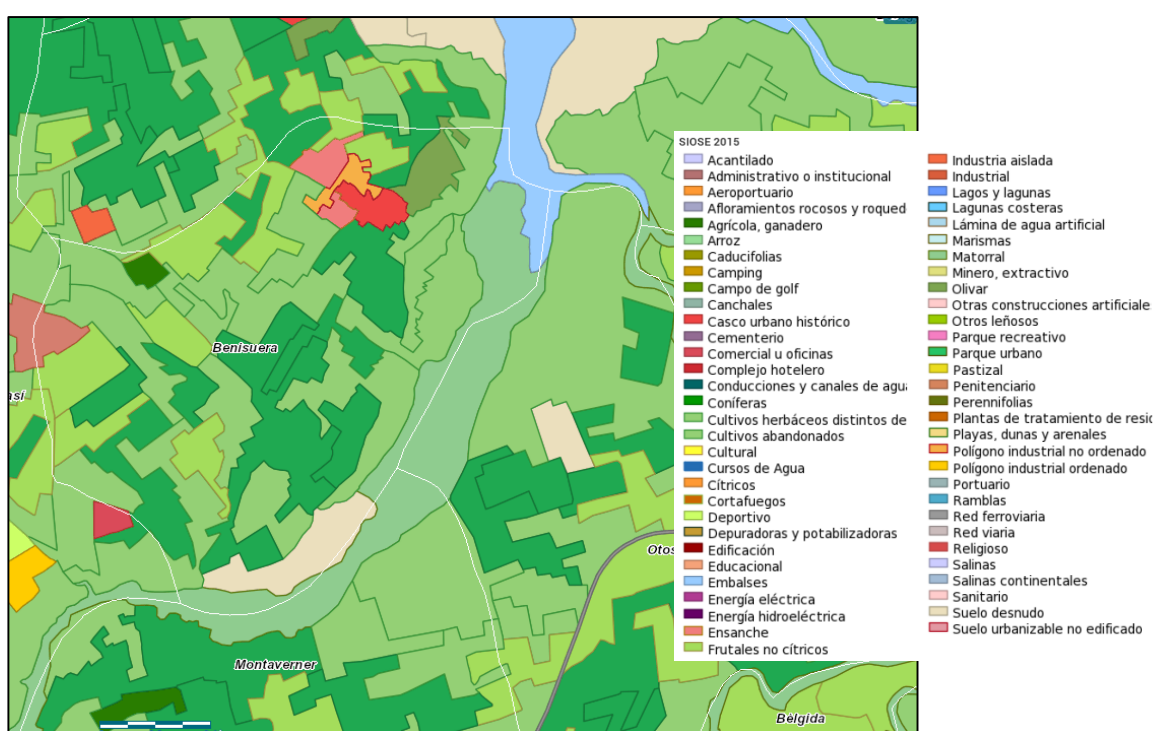 SIOSE 2015
Acantilado
Administrativo o institucional
Aeroportuario
Afloramientos rocosos y roqued
Agrícola, ganadero
Arroz
Caducifolias
Camping
Campo de golf
Canchales
Casco urbano histórico
Cementerio
Comercial u oficinas
Complejo hotelero
Conducciones y canales de agua
Coníferas
Cultivos herbáceos distintos de
Cultivos abandonados
Cultural
Cursos de Agua
Cítricos
Cortafuegos
Deportivo
Depuradoras y potabilizadoras
Edificación
Educacional
Embalses
Energía eléctrica
Energía hidroeléctrica
Ensanche
Frutales no cítricos
Industria aislada
Industrial
Lagos y lagunas
Lagunas costeras
Lámina de agua artificial
Marismas
Matorral
Minero, extractivo
Olivar
Otras construcciones artificiale
Otros leñosos
Parque recreativo
Parque urbano
Pastizal
Penitenciario
Perennifolias
Plantas de tratamiento de resid
Playas, dunas y arenales
Polígono industrial no ordenado
Polígono industrial ordenado
Portuario
Ramblas
Red ferroviaria
Red viaria
Religioso
Salinas
Salinas continentales
Sanitario
Suelo desnudo
Suelo urbanizable no edificado
Benisuera
así
Otos
Montaverner
Bèlgida